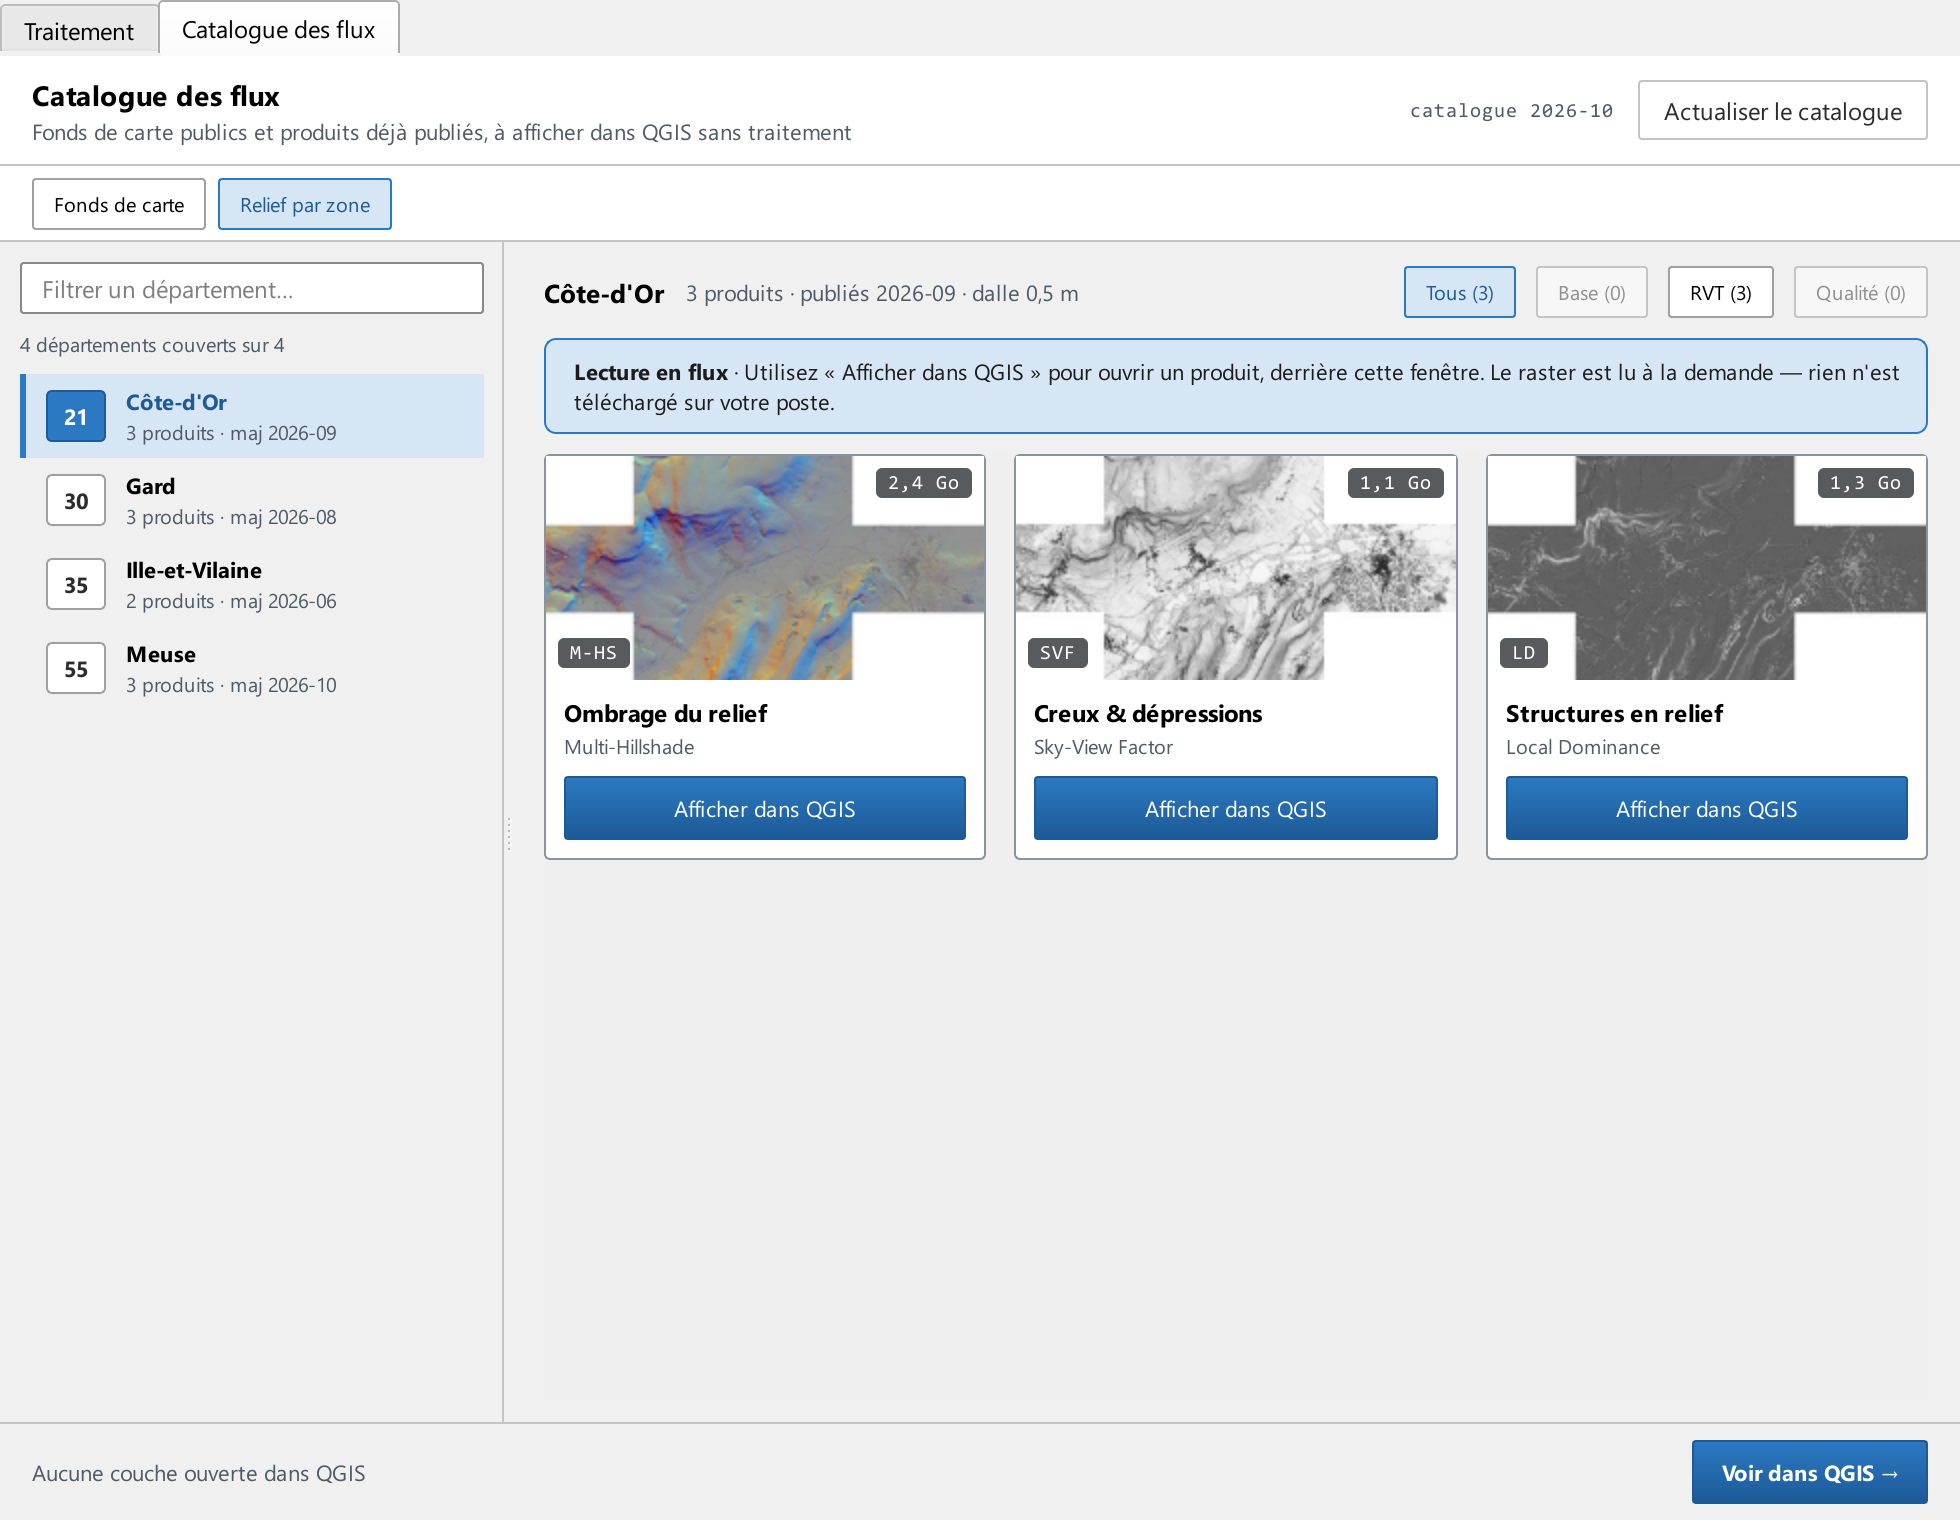 Traitement
Catalogue des flux
Catalogue des flux
Fonds de carte publics et produits déjà publiés, à afficher dans QGIS sans traitement
catalogue 2026-10
Actualiser le catalogue
Fonds de carte
Relief par zone
Filtrer un département...
4 départements couverts sur 4
21
Côte-d'Or
3 produits · maj 2026-09
30
Gard
3 produits · maj 2026-08
35
Ille-et-Vilaine
2 produits · maj 2026-06
55
Meuse
3 produits · maj 2026-10
Côte-d'Or
3 produits · publiés 2026-09 · dalle 0,5 m
Tous (3)
Base (0)
RVT (3)
Qualité (0)
Lecture en flux · Utilisez « Afficher dans QGIS » pour ouvrir un produit, derrière cette fenêtre. Le raster est lu à la demande — rien n'est
téléchargé sur votre poste.
2,4 Go
M-HS
Ombrage du relief
Multi-Hillshade
Afficher dans QGIS
1,1 Go
SVF
Creux & dépressions
Sky-View Factor
Afficher dans QGIS
1,3 Go
LD
Structures en relief
Local Dominance
Afficher dans QGIS
Aucune couche ouverte dans QGIS
Voir dans QGIS →